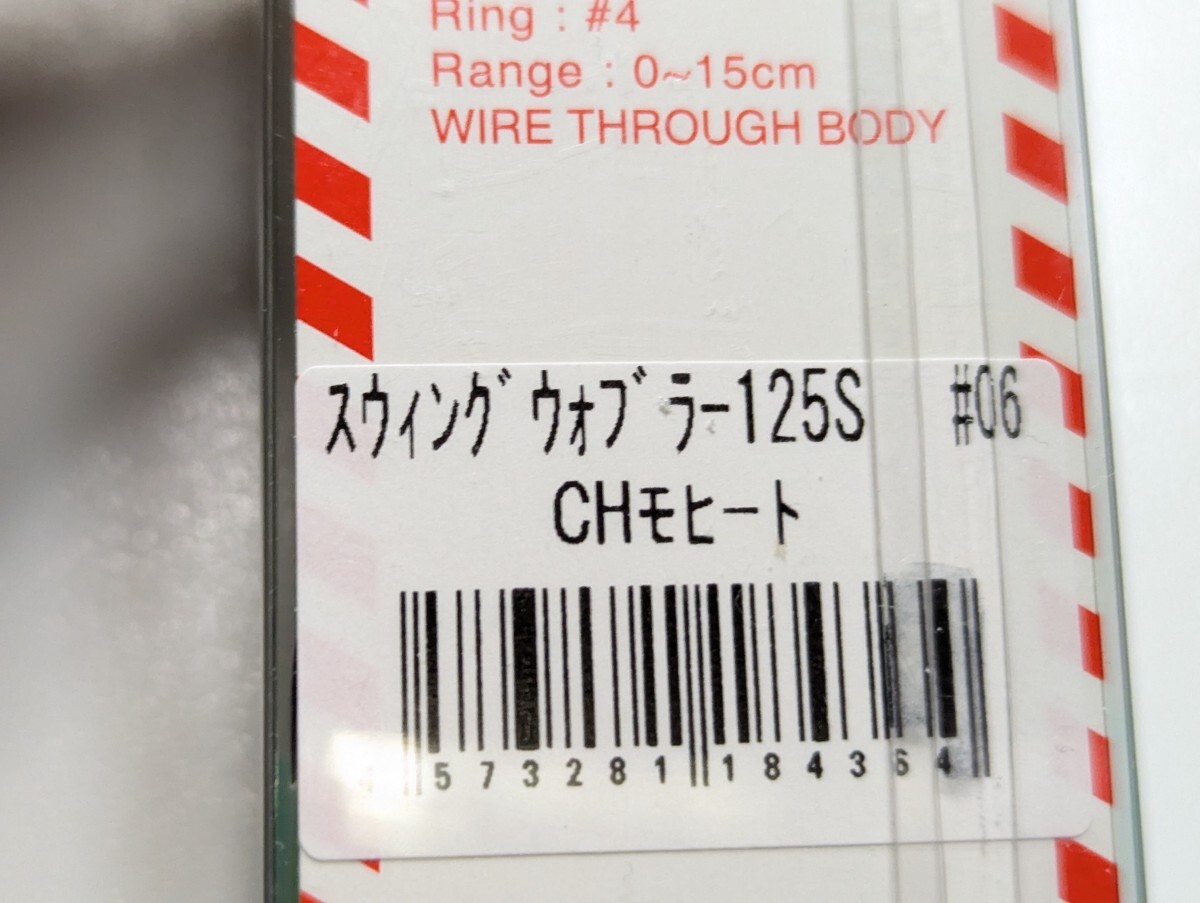 Ring : #4
Range : 0~15cm
WIRE THROUGH BODY
スウィングウォブラー125S #06
CHモヒート
4 573281 184364